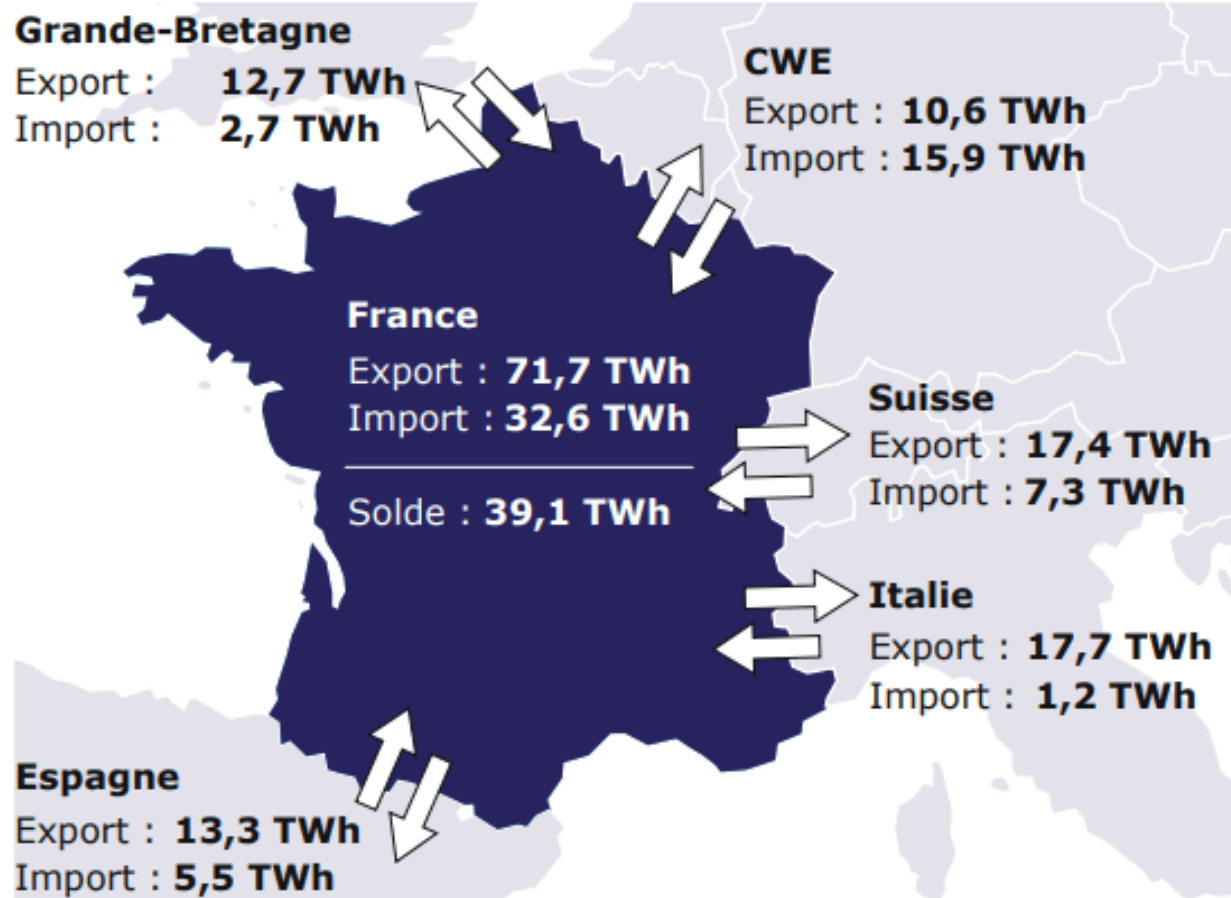 Grande-Bretagne
Export : 12,7 TWh
Import : 2,7 TWh
CWE
Export : 10,6 TWh
Import : 15,9 TWh
France
Export : 71,7 TWh
Import : 32,6 TWh
Solde : 39,1 TWh
Suisse
Export : 17,4 TWh
Import : 7,3 TWh
Italie
Export : 17,7 TWh
Import : 1,2 TWh
Espagne
Export : 13,3 TWh
Import : 5,5 TWh